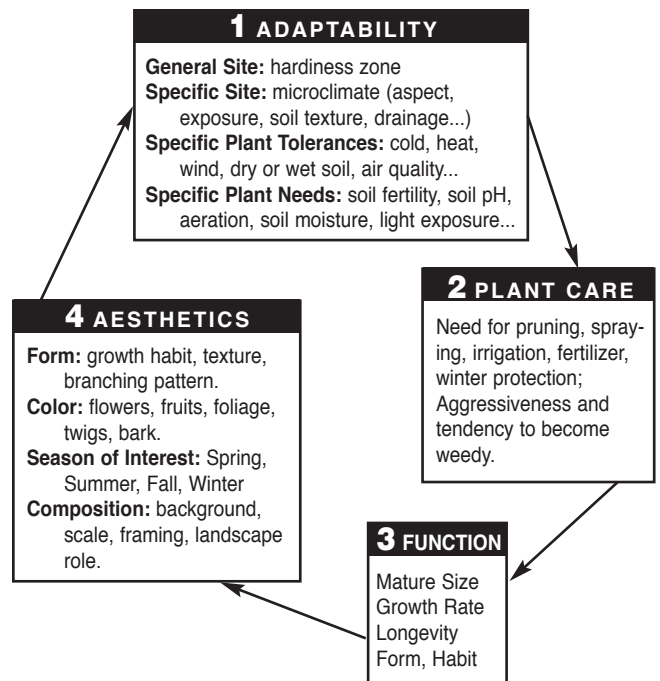 1 ADAPTABILITY
General Site: hardiness zone
Specific Site: microclimate (aspect,
exposure, soil texture, drainage...)
Specific Plant Tolerances: cold, heat,
wind, dry or wet soil, air quality...
Specific Plant Needs: soil fertility, soil pH,
aeration, soil moisture, light exposure...
2 PLANT CARE
Need for pruning, spray-
ing, irrigation, fertilizer,
winter protection;
Aggressiveness and
tendency to become
weedy.
3 FUNCTION
Mature Size
Growth Rate
Longevity
Form, Habit
4 AESTHETICS
Form: growth habit, texture,
branching pattern.
Color: flowers, fruits, foliage,
twigs, bark.
Season of Interest: Spring,
Summer, Fall, Winter
Composition: background,
scale, framing, landscape
role.